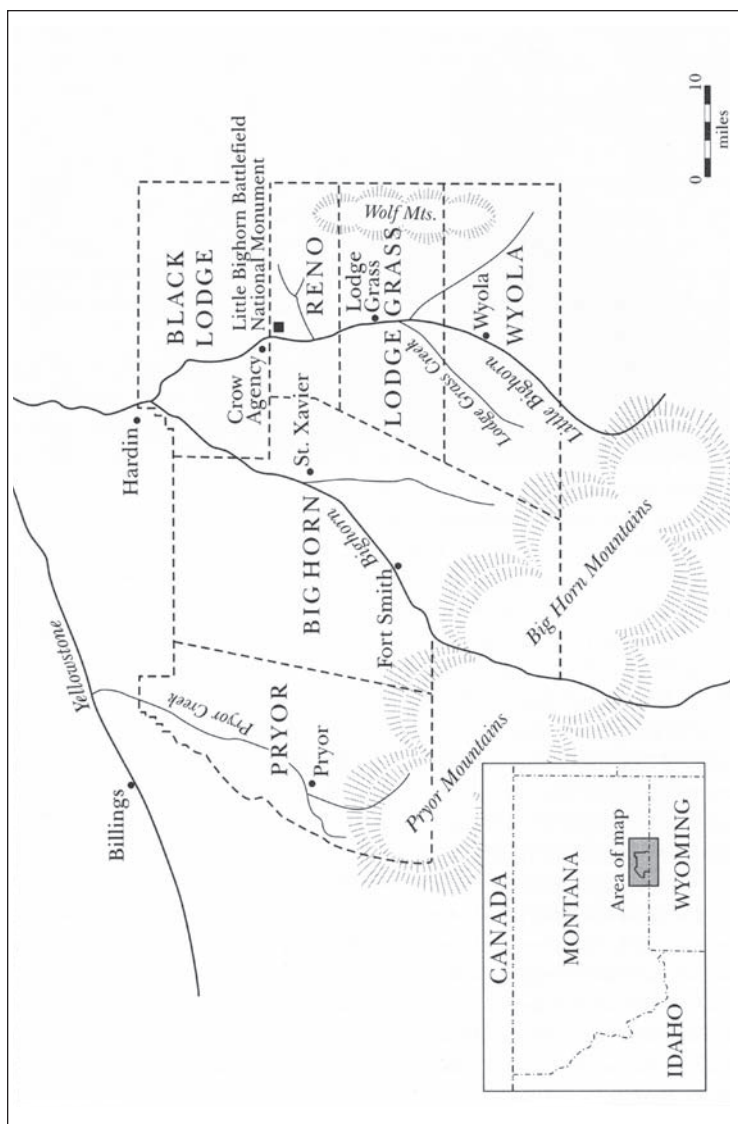 Yellowstone
Billings
Hardin
BLACK
LODGE
Little Bighorn Battlefield
National Monument
Crow
Agency
RENO
St. Xavier
BIGHORN
Bighorn
Fort Smith
Pryor Creek
PRYOR
Pryor
Pryor Mountains
Wolf Mts.
Lodge
Grass
LODGE GRASS
Lodge Grass Creek
Wyola
WYOLA
Little Bighorn
Big Horn Mountains
0
10
miles
CANADA
MONTANA
Area of map
IDAHO
WYOMING